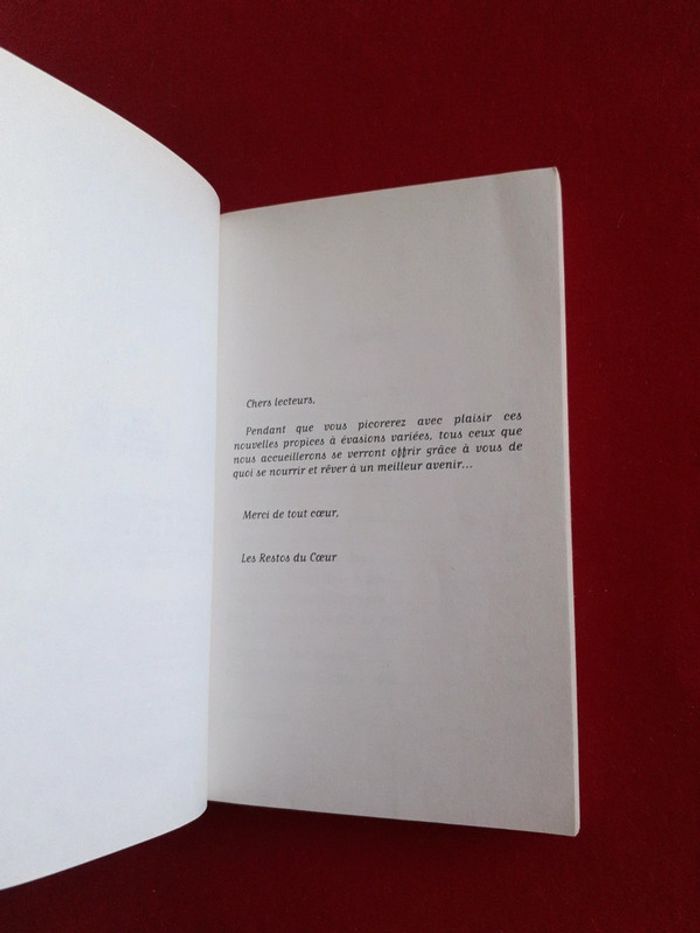 Chers lecteurs,
Pendant que vous picorerez avec plaisir ces
nouvelles propices à évasions variées, tous ceux que
nous accueillerons se verront offrir grâce à vous de
quoi se nourrir et rêver à un meilleur avenir...
Merci de tout cœur,
Les Restos du Cœur